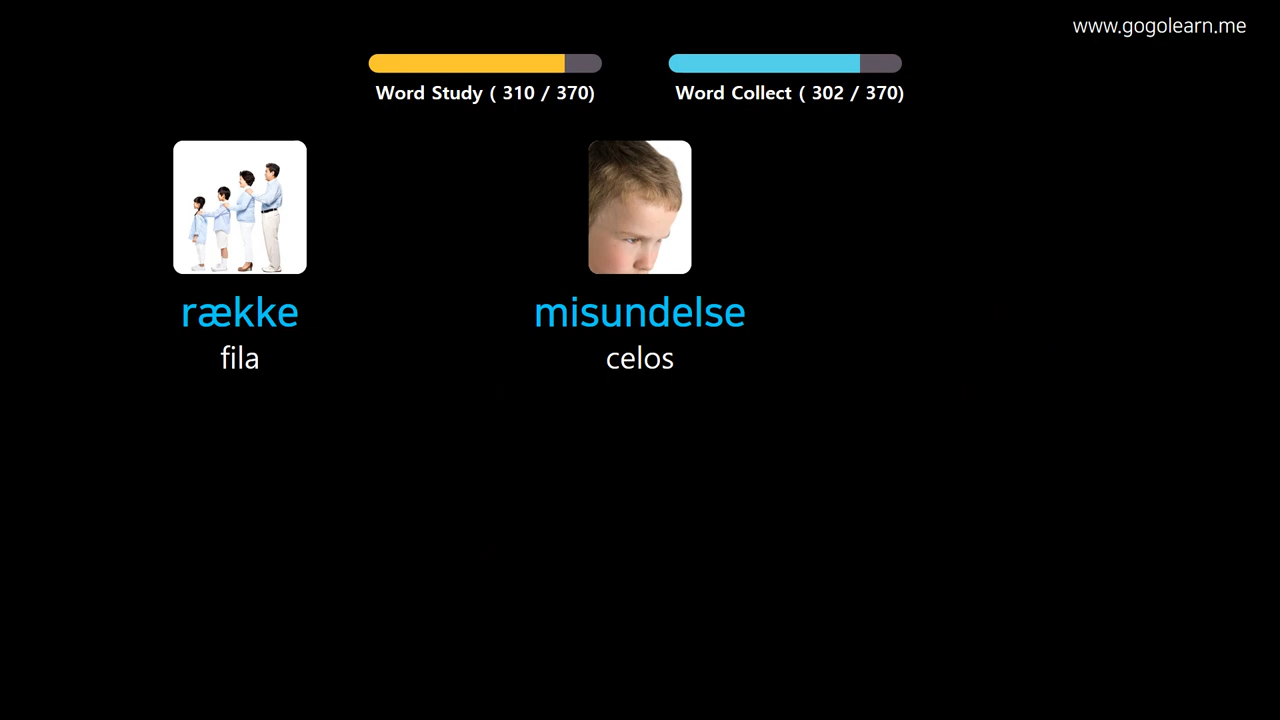 www.gogolearn.me
Word Study ( 310 / 370)
Word Collect ( 302 / 370)
række
fila
misundelse
celos